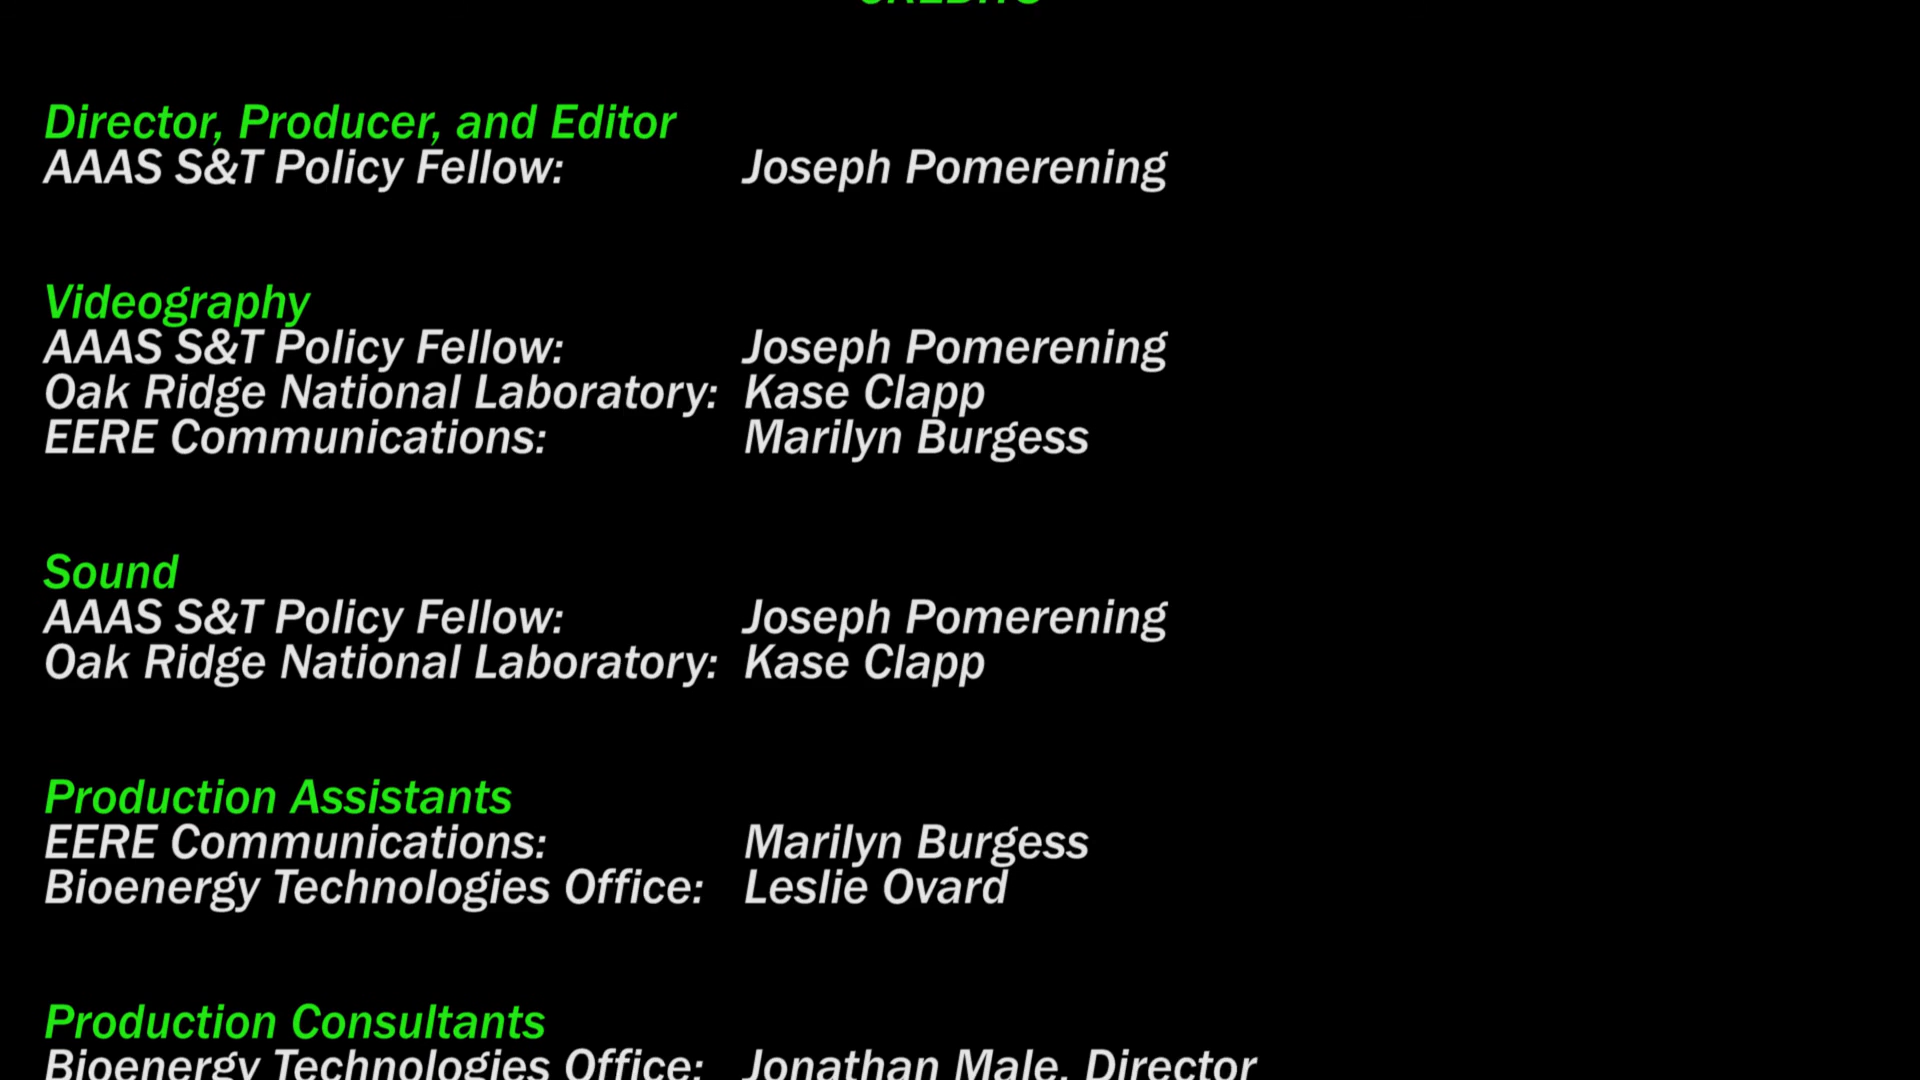 CREDITS
Director, Producer, and Editor
AAAS S&T Policy Fellow: Joseph Pomerening
Videography
AAAS S&T Policy Fellow: Joseph Pomerening
Oak Ridge National Laboratory: Kase Clapp
EERE Communications: Marilyn Burgess
Sound
AAAS S&T Policy Fellow: Joseph Pomerening
Oak Ridge National Laboratory: Kase Clapp
Production Assistants
EERE Communications: Marilyn Burgess
Bioenergy Technologies Office: Leslie Ovard
Production Consultants
Bioenergy Technologies Office: Jonathan Male, Director